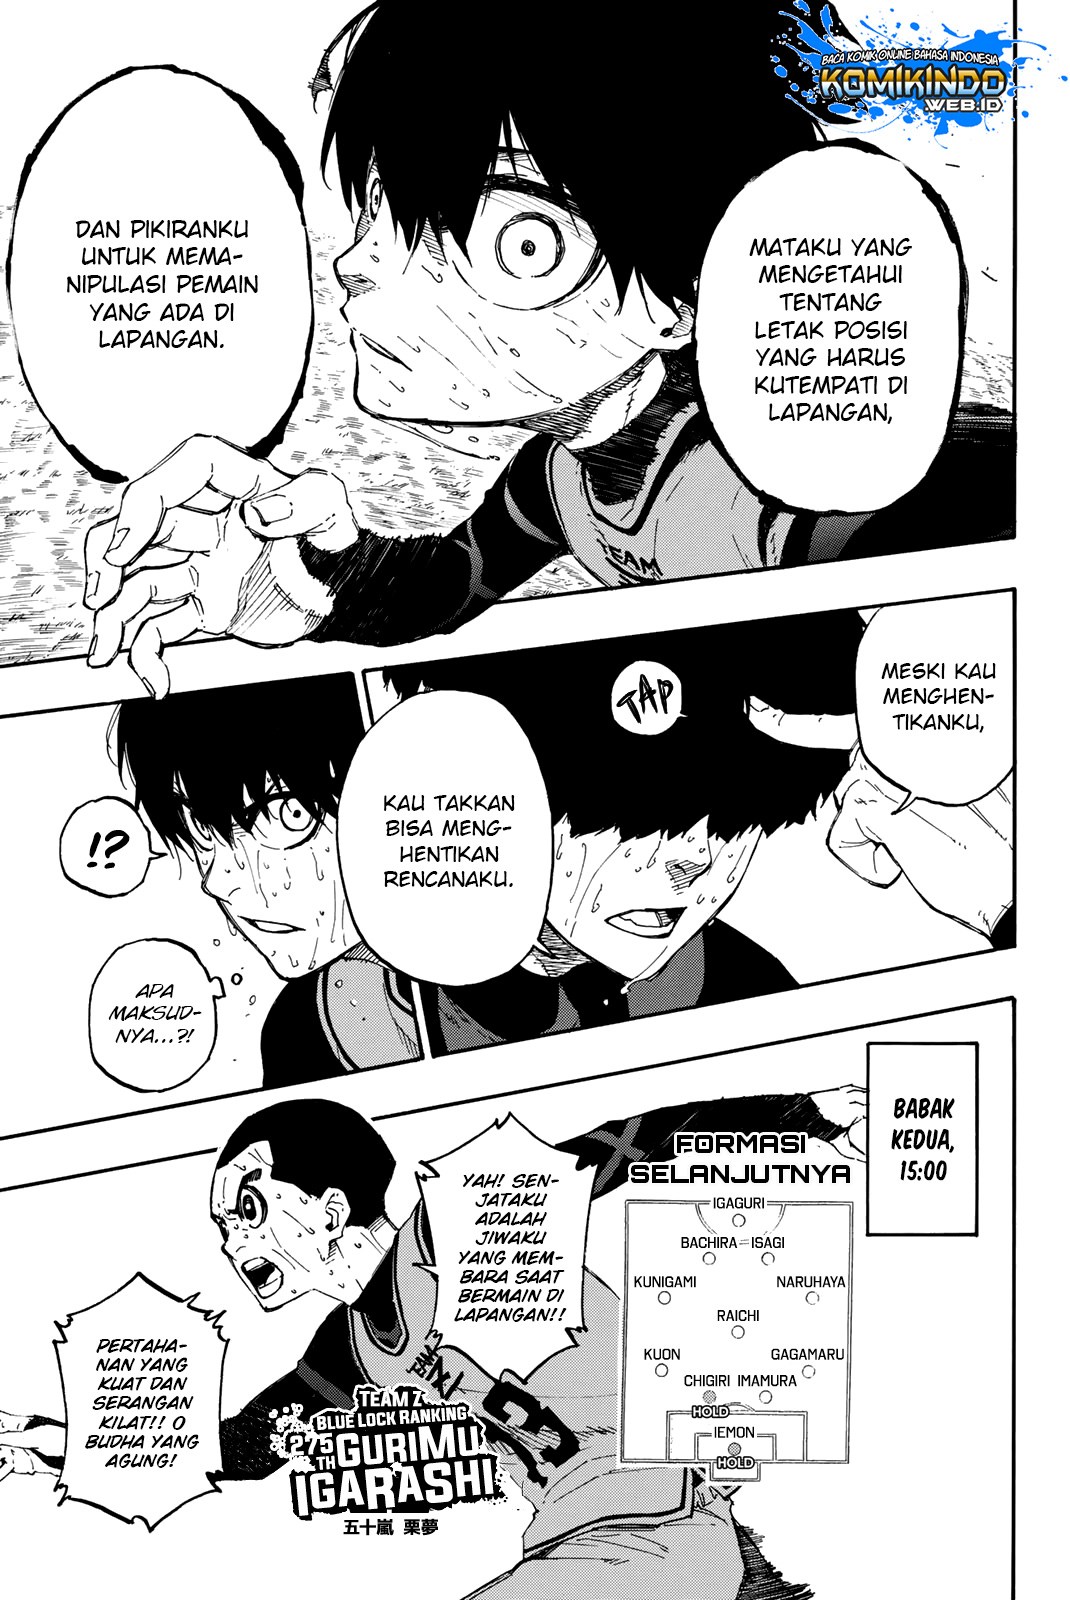 BACA KOMIK ONLINE BAHASA INDONESIA
KOMIKINDO
WEB.ID
MATAKU YANG
MENGETAHUI
TENTANG
LETAK POSISI
YANG HARUS
KUTEMPATI DI
LAPANGAN,
DAN PIKIRANKU
UNTUK MEMA-
NIPULASI PEMAIN
YANG ADA DI
LAPANGAN.
TEAM
MESKI KAU
MENGHEN-
TIKANKU,
TAP
KAU TAKKAN
BISA MENG-
HENTIKAN
RENCANAKU.
!?
APA
MAKSUD-
NYA...?!
BABAK
KEDUA,
15:00
FORMASI
SELANJUTNYA
IGAGURI
BACHIRA=ISAGI
KUNIGAMI
NARUHAYA
RAICHI
KUON
GAGAMARU
CHIGIRI IMAMURA
HOLD
IEMON
HOLD
YAH! SEN-
JATAKU
ADALAH
JIWAKU
YANG MEM-
BARA SAAT
BERMAIN DI
LAPANGAN!!
PERTAHA-
NAN YANG
KUAT DAN
SERANGAN
KILAT!! O
BUDHA YANG
AGUNG!
TEAM
TEAM Z
BLUE LOCK RANKING
275TH GURIMU
IGARASHI
五十嵐 栗夢